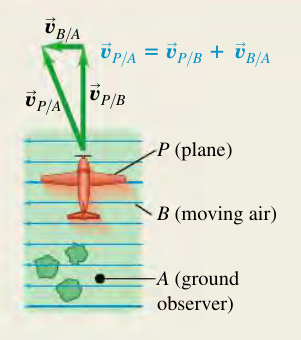 v⃗B/A
v⃗P/A = v⃗P/B + v⃗B/A
v⃗P/A
v⃗P/B
P (plane)
B (moving air)
A (ground
observer)